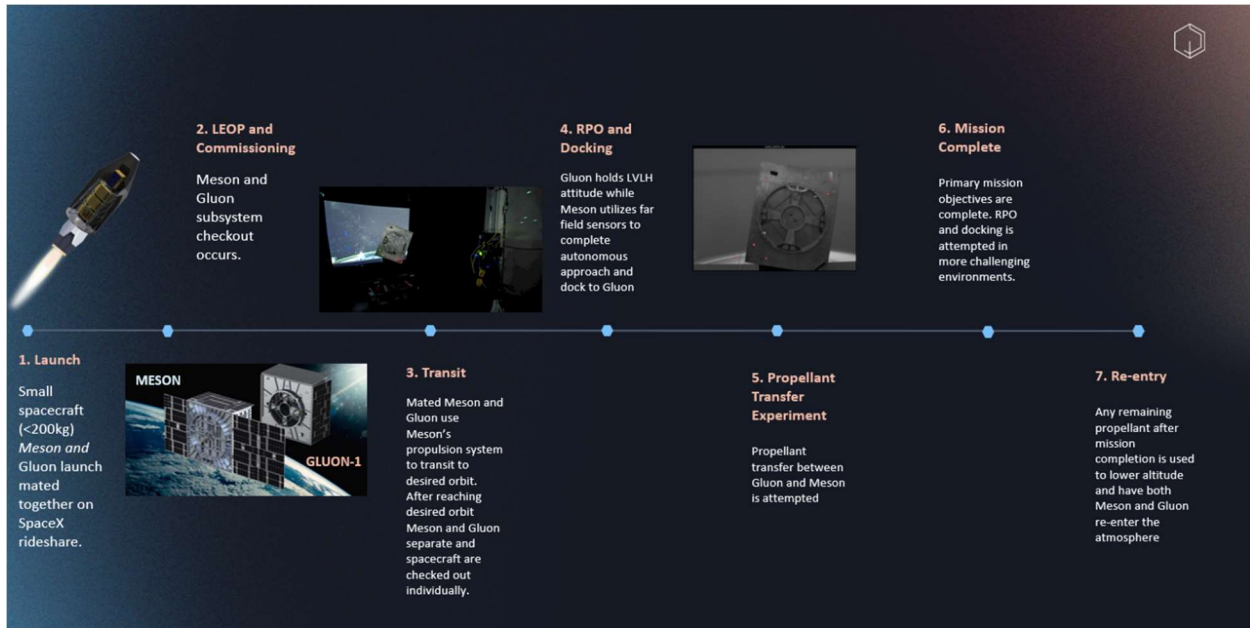 1. Launch
Small
spacecraft
(<200kg)
Meson and
Gluon launch
mated
together on
SpaceX
rideshare.
2. LEOP and
Commissioning
Meson and
Gluon
subsystem
checkout
occurs.
MESON
GLUON-1
3. Transit
Mated Meson and
Gluon use
Meson's
propulsion system
to transit to
desired orbit.
After reaching
desired orbit
Meson and Gluon
separate and
spacecraft are
checked out
individually.
4. RPO and
Docking
Gluon holds LVLH
attitude while
Meson utilizes far
field sensors to
complete
autonomous
approach and
dock to Gluon
5. Propellant
Transfer
Experiment
Propellant
transfer between
Gluon and Meson
is attempted
6. Mission
Complete
Primary mission
objectives are
complete. RPO
and docking is
attempted in
more challenging
environments.
7. Re-entry
Any remaining
propellant after
mission
completion is used
to lower altitude
and have both
Meson and Gluon
re-enter the
atmosphere